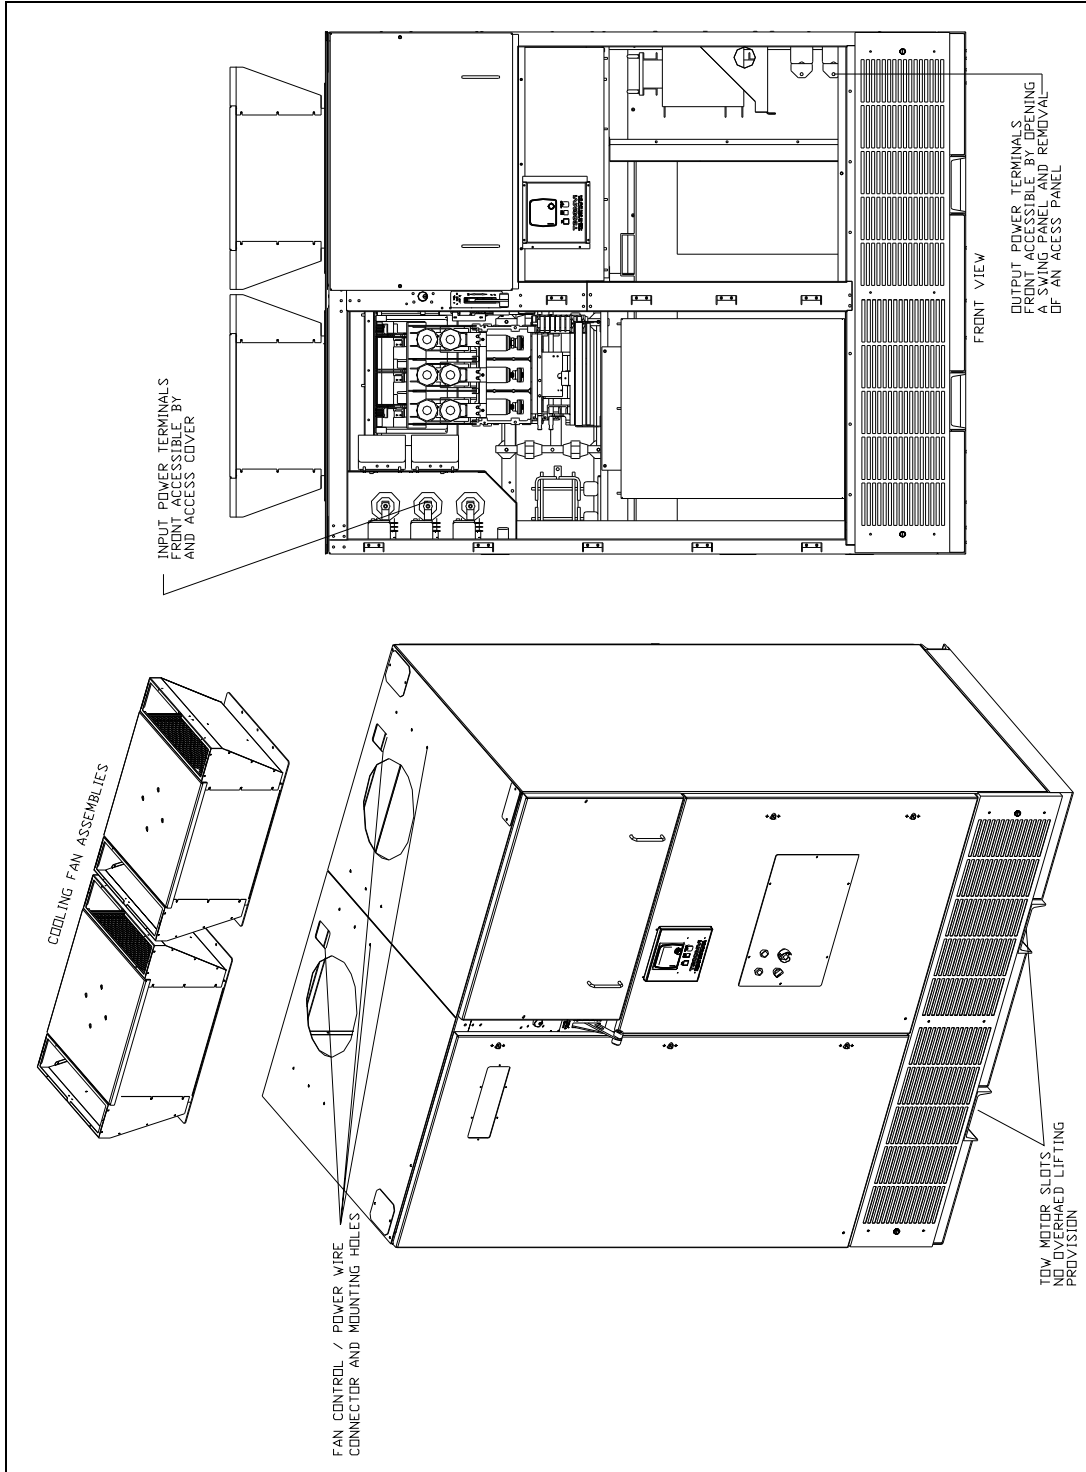 COOLING FAN ASSEMBLIES
INPUT POWER TERMINALS
FRONT ACCESSIBLE BY
AND ACCESS COVER
FAN CONTROL / POWER WIRE
CONNECTOR AND MOUNTING HOLES
TOW MOTOR SLOTS
NO OVERHAED LIFTING
PROVISION
FRONT VIEW
OUTPUT POWER TERMINALS
FRONT ACCESSIBLE BY OPENING
A SWING PANEL AND REMOVAL
OF AN ACESS PANEL